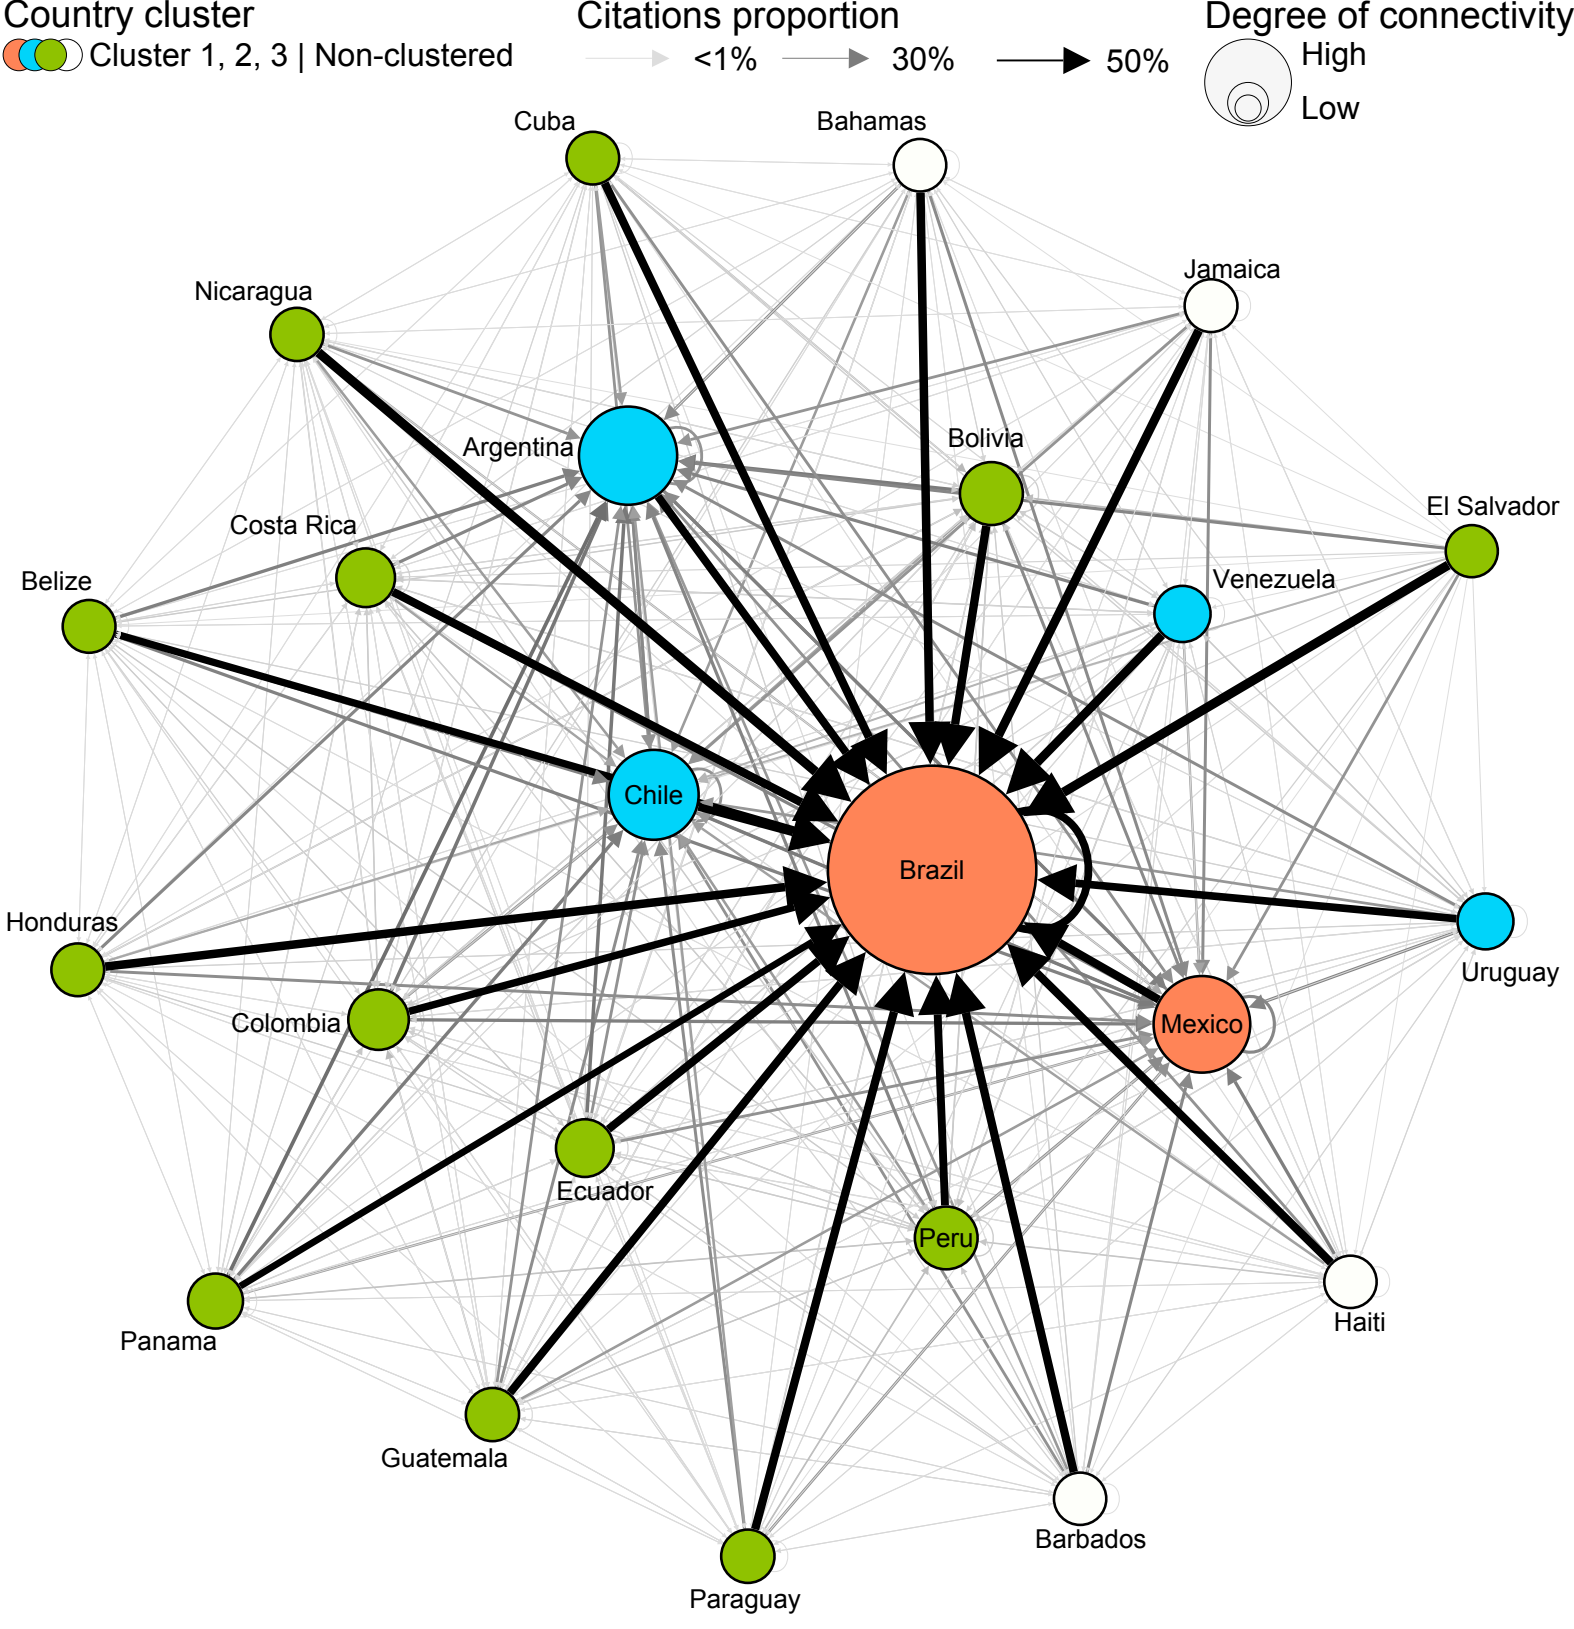 Country cluster
Cluster 1, 2, 3 | Non-clustered
Citations proportion
<1%
30%
50%
Degree of connectivity
High
Low
Cuba
Bahamas
Jamaica
Nicaragua
Argentina
Bolivia
El Salvador
Costa Rica
Venezuela
Belize
Chile
Brazil
Honduras
Uruguay
Colombia
Mexico
Ecuador
Peru
Haiti
Panama
Guatemala
Barbados
Paraguay